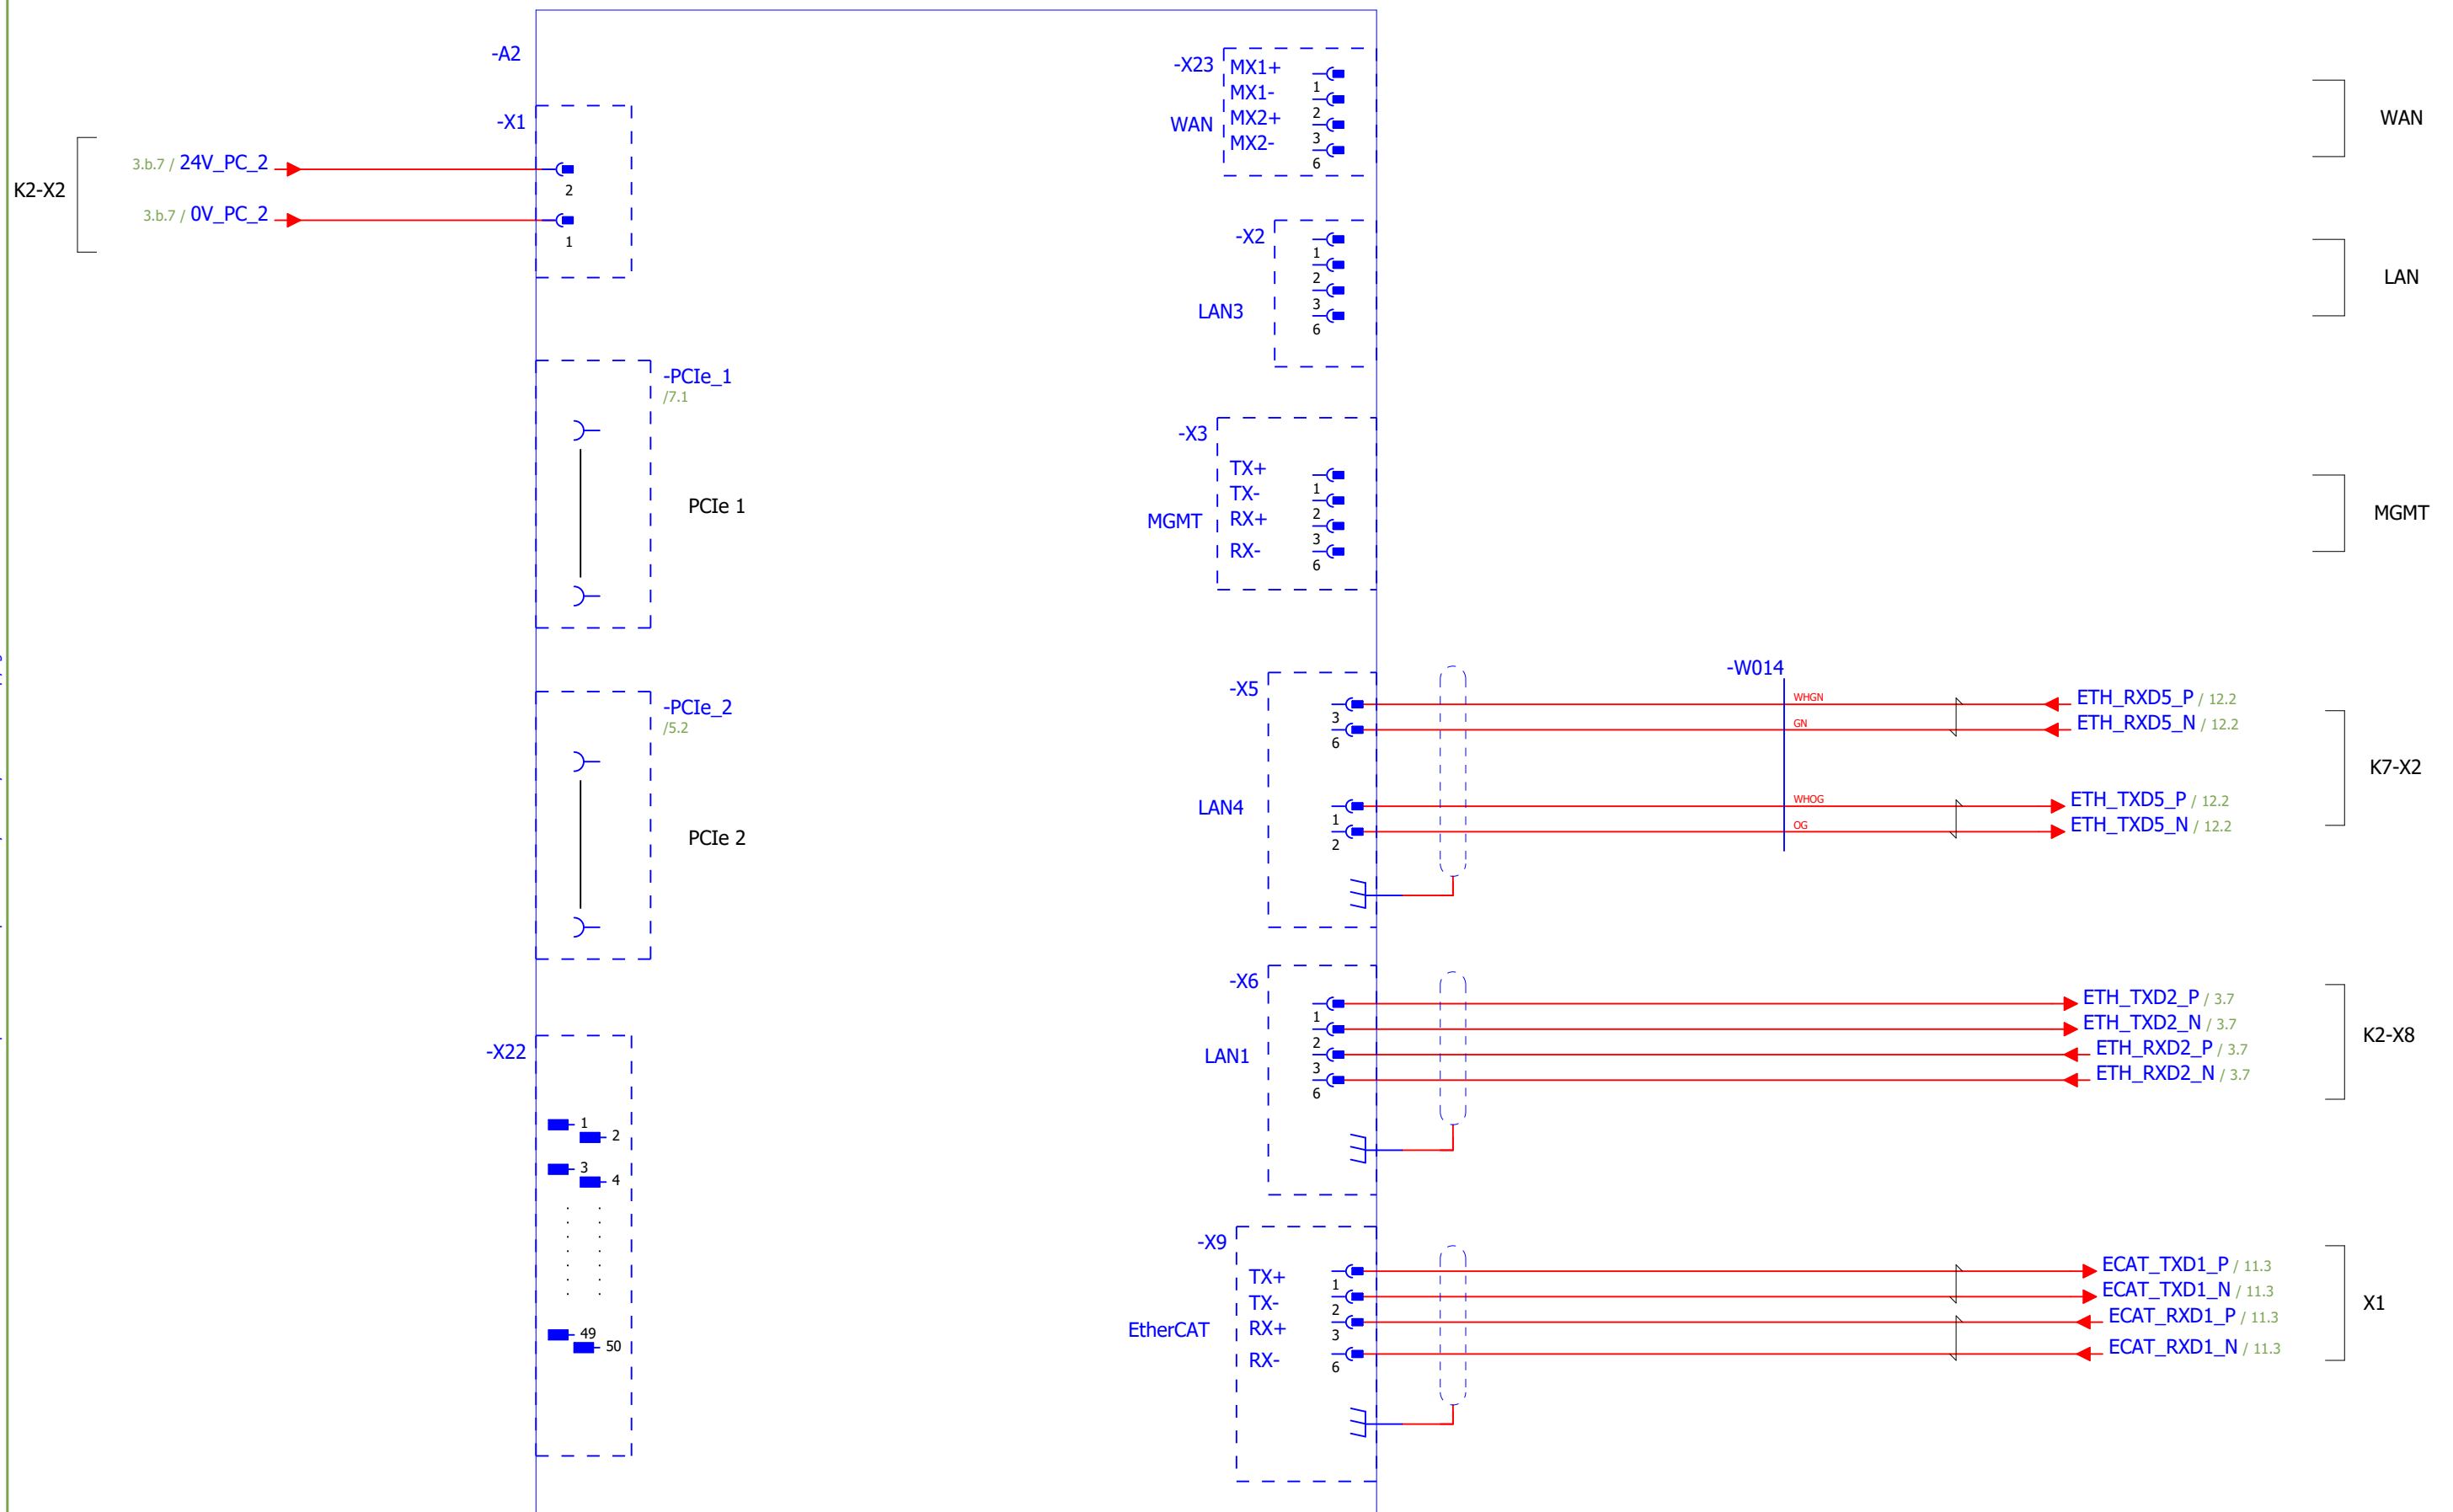 -A2
-X1
K2-X2
3.b.7 / 24V_PC_2
2
3.b.7 / 0V_PC_2
1
-PCIe_1
/7.1
PCIe 1
-PCIe_2
/5.2
PCIe 2
-X22
1
2
3
4
49
50
-X23
WAN
MX1+
1
MX1-
2
MX2+
3
MX2-
6
WAN
-X2
LAN3
1
2
3
6
LAN
-X3
MGMT
TX+
1
TX-
2
RX+
3
RX-
6
MGMT
-X5
LAN4
-W014
3
WHGN
ETH_RXD5_P / 12.2
6
GN
ETH_RXD5_N / 12.2
1
WHOG
ETH_TXD5_P / 12.2
2
OG
ETH_TXD5_N / 12.2
K7-X2
-X6
LAN1
1
ETH_TXD2_P / 3.7
2
ETH_TXD2_N / 3.7
3
ETH_RXD2_P / 3.7
6
ETH_RXD2_N / 3.7
K2-X8
-X9
EtherCAT
TX+
1
ECAT_TXD1_P / 11.3
TX-
2
ECAT_TXD1_N / 11.3
RX+
3
ECAT_RXD1_P / 11.3
RX-
6
ECAT_RXD1_N / 11.3
X1